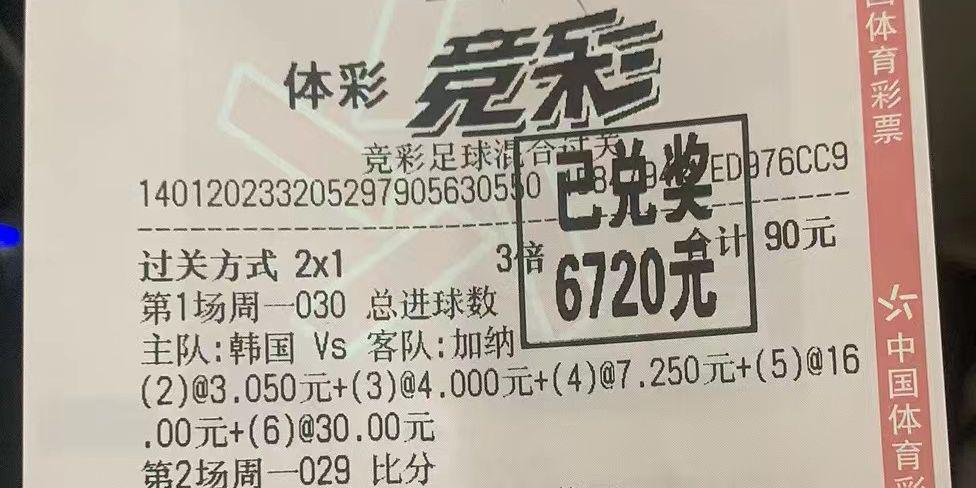 体彩 竞彩
竞彩足球混合过关
140120233205297905630550 ED976CC9
已兑奖
6720元
过关方式 2x1 3倍 合计 90元
第1场周一030 总进球数
主队:韩国 Vs 客队:加纳
(2)@3.050元+(3)@4.000元+(4)@7.250元+(5)@16
.00元+(6)@30.00元
第2场周一029 比分
国体育彩票
中国体育彩